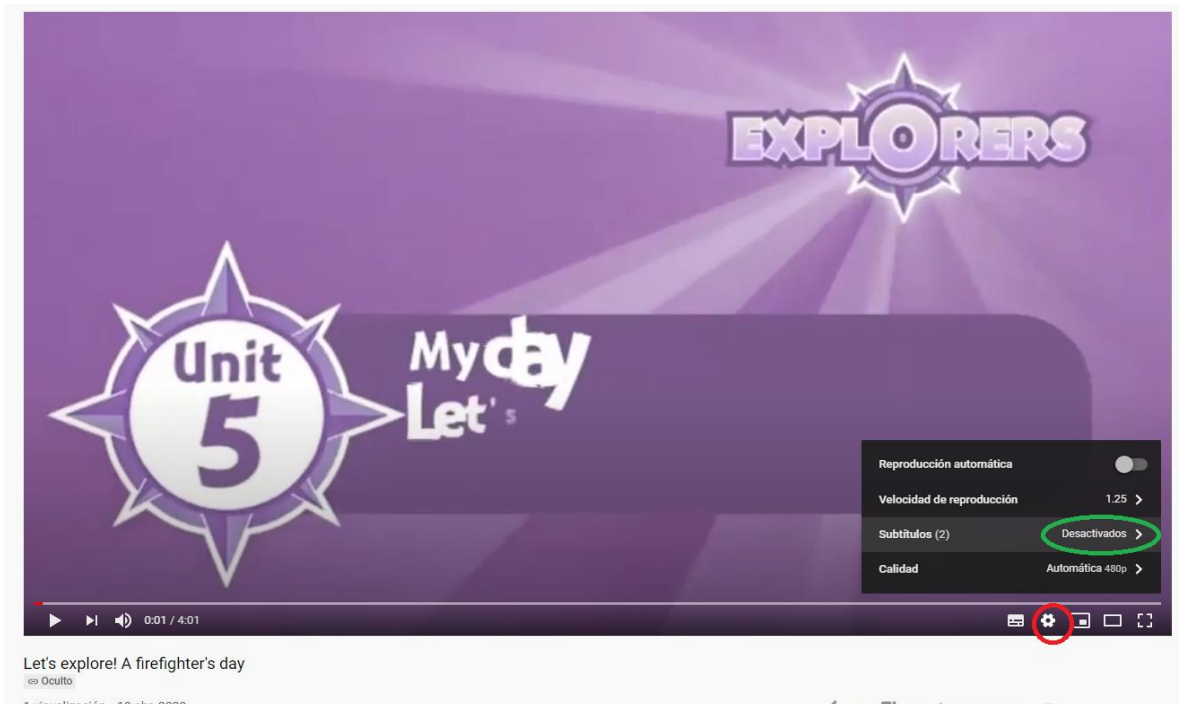 EXPLORERS
Unit
5
My day
Let's
Reproducción automática
Velocidad de reproducción 1.25
Subtítulos (2) Desactivados
Calidad Automática 480p
0:01 / 4:01
Let's explore! A firefighter's day
Oculto